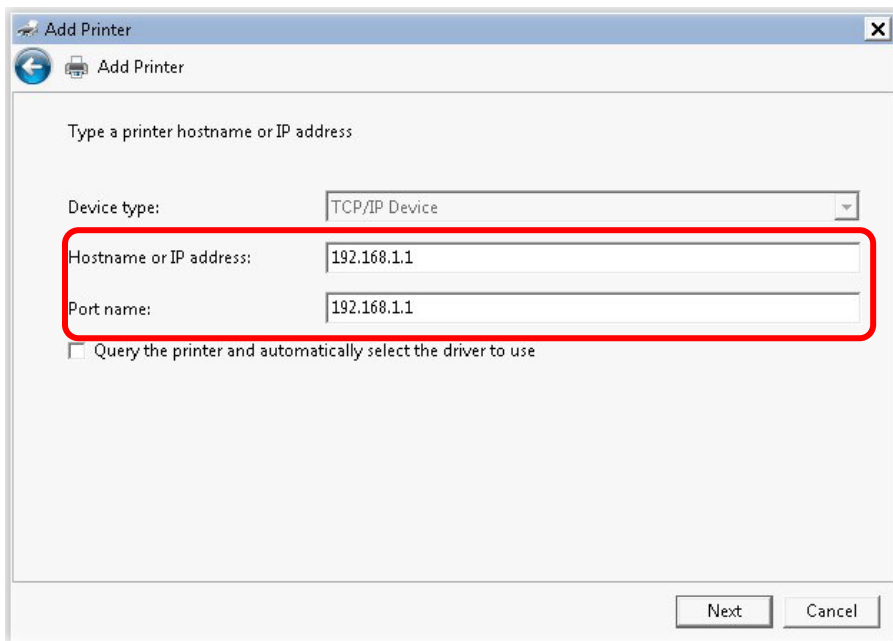 Add Printer
Add Printer
Type a printer hostname or IP address
Device type: TCP/IP Device
Hostname or IP address: 192.168.1.1
Port name: 192.168.1.1
Query the printer and automatically select the driver to use
Next Cancel